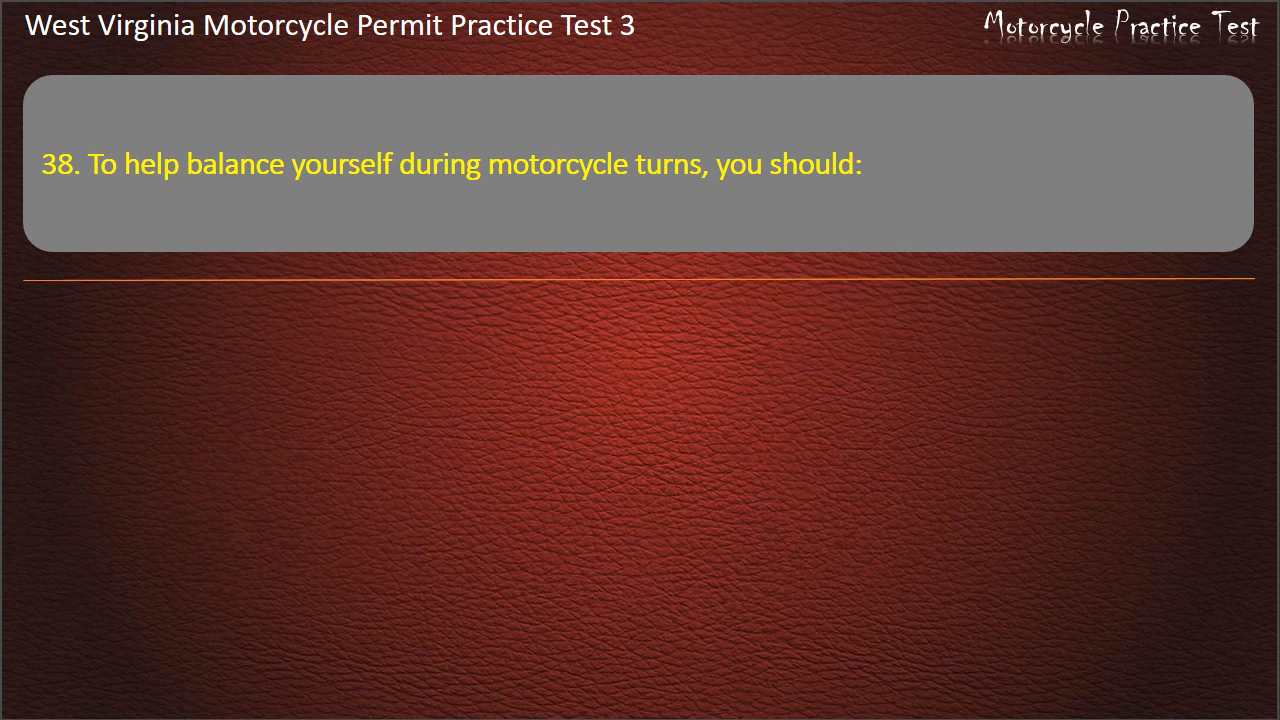 West Virginia Motorcycle Permit Practice Test 3
Motorcycle Practice Test
38. To help balance yourself during motorcycle turns, you should: